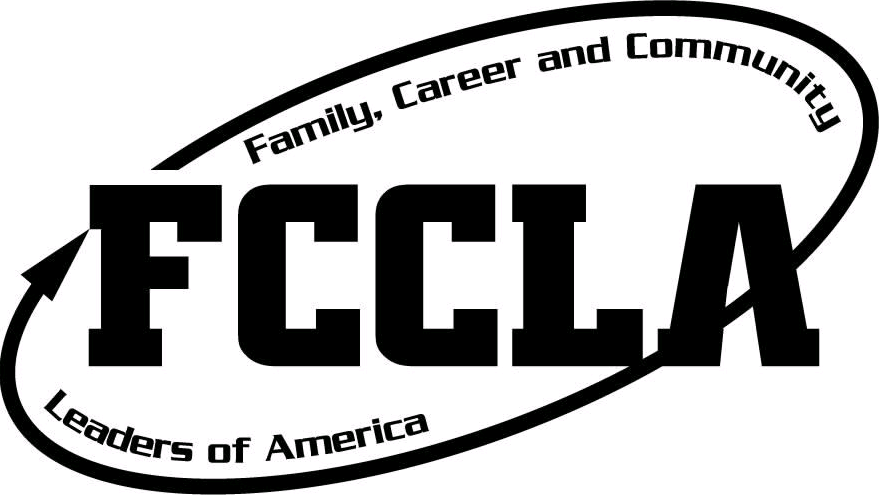 Family, Career and Community
FCCLA
Leaders of America